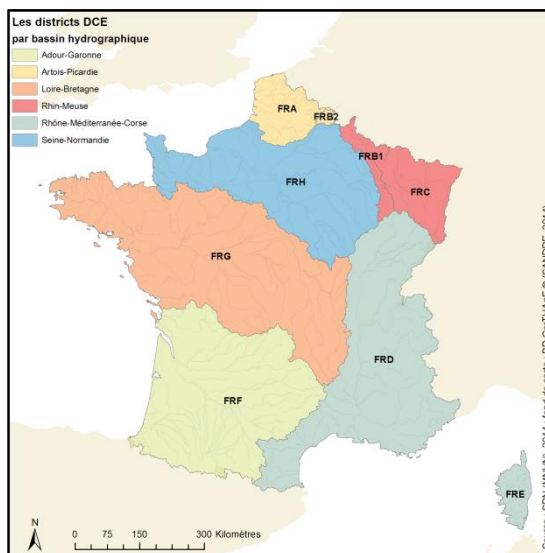 Les districts DCE
par bassin hydrographique
Adour-Garonne
Artois-Picardie
Loire-Bretagne
Rhin-Meuse
Rhône-Méditerranée-Corse
Seine-Normandie
FRA
FRB2
FRB1
FRH
FRC
FRG
FRD
FRF
FRE
N
0 75 150 300 Kilomètres